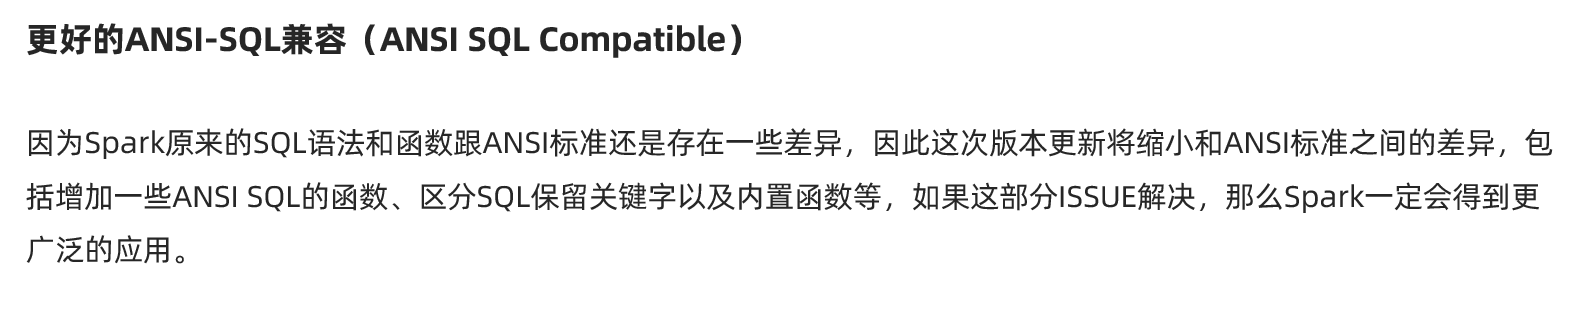 更好的ANSI-SQL兼容（ANSI SQL Compatible）
因为Spark原来的SQL语法和函数跟ANSI标准还是存在一些差异，因此这次版本更新将缩小和ANSI标准之间的差异，包
括增加一些ANSI SQL的函数、区分SQL保留关键字以及内置函数等，如果这部分ISSUE解决，那么Spark一定会得到更
广泛的应用。